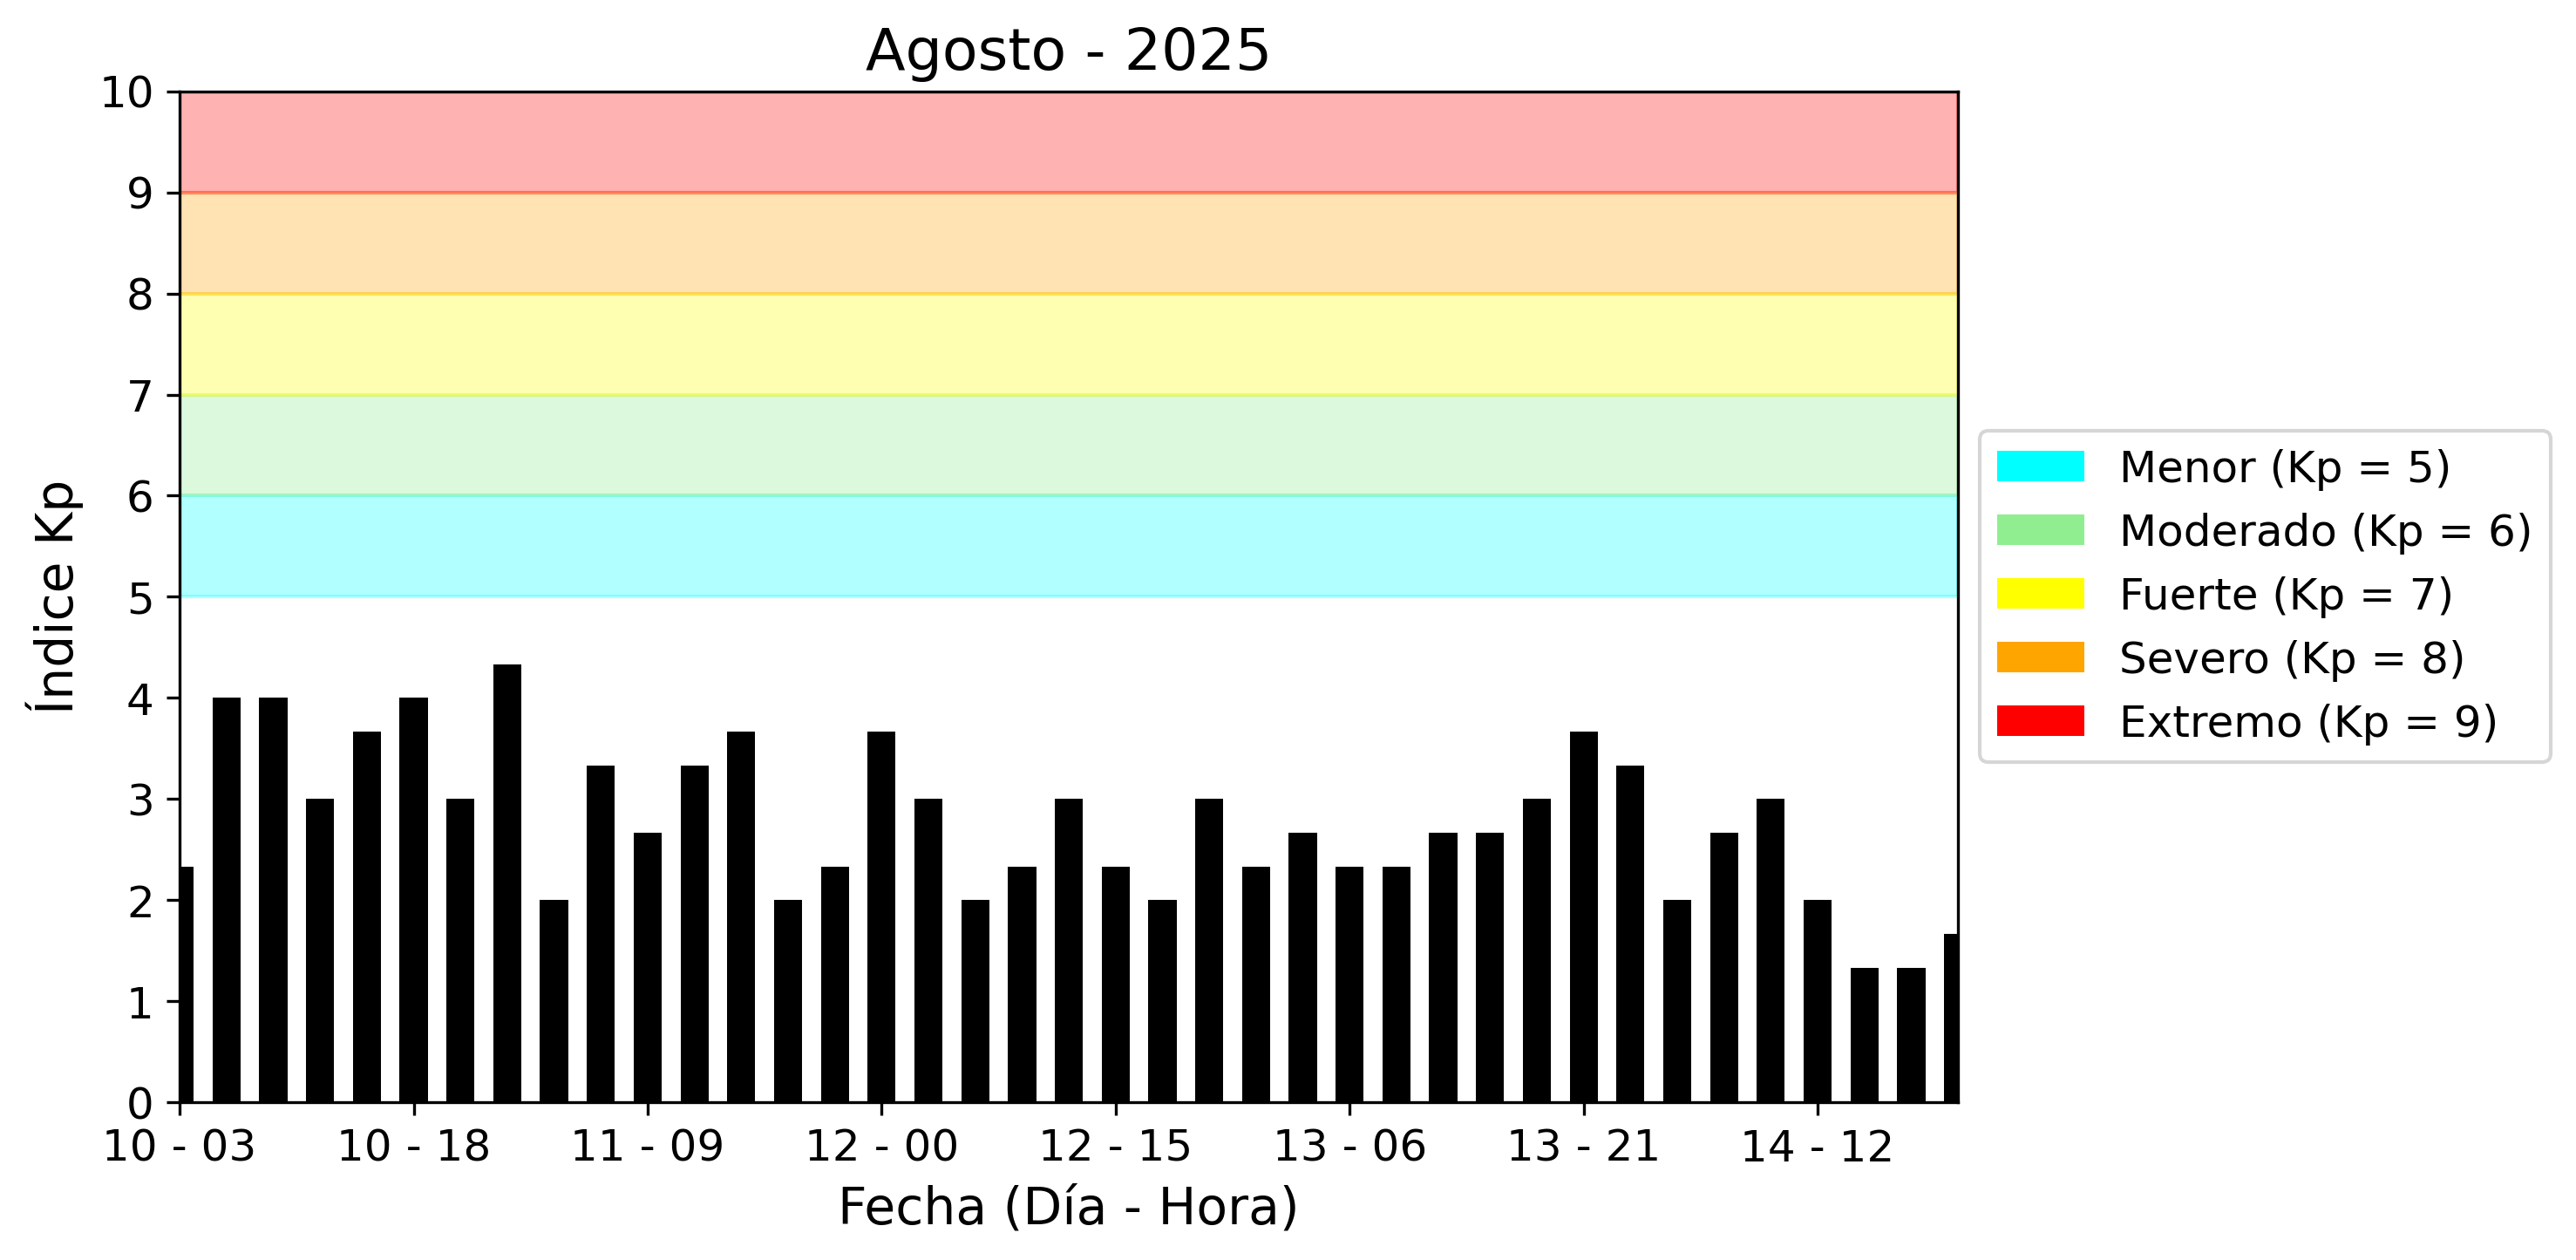 Agosto - 2025
Índice Kp
10
9
8
7
6
5
4
3
2
1
0
10 - 03
10 - 18
11 - 09
12 - 00
12 - 15
13 - 06
13 - 21
14 - 12
Fecha (Día - Hora)
Menor (Kp = 5)
Moderado (Kp = 6)
Fuerte (Kp = 7)
Severo (Kp = 8)
Extremo (Kp = 9)